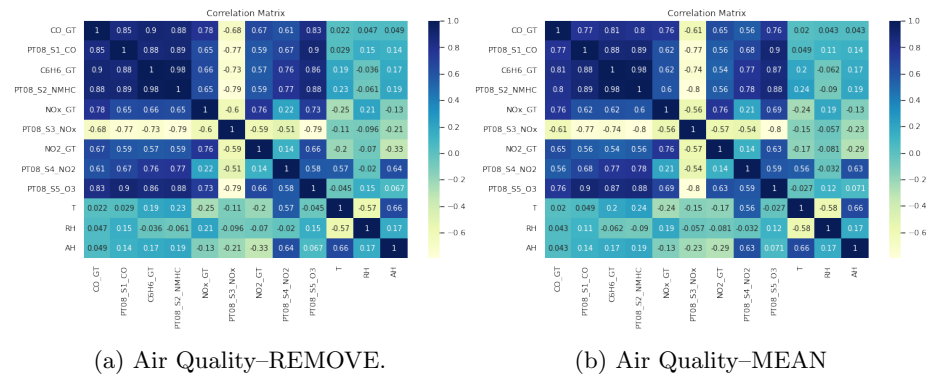 Correlation Matrix
CO_GT 1 0.85 0.9 0.88 0.78 -0.68 0.67 0.61 0.83 0.022 0.047 0.049
PT08_S1_CO 0.85 1 0.88 0.89 0.65 -0.77 0.59 0.67 0.9 0.029 0.15 0.14
C6H6_GT 0.9 0.88 1 0.98 0.66 -0.73 0.57 0.76 0.86 0.19 -0.036 0.17
PT08_S2_NMHC 0.88 0.89 0.98 1 0.65 -0.79 0.59 0.77 0.88 0.23 -0.061 0.19
NOx_GT 0.78 0.65 0.66 0.65 1 -0.6 0.76 0.22 0.73 -0.25 0.21 -0.13
PT08_S3_NOx -0.68 -0.77 -0.73 -0.79 -0.6 1 -0.59 -0.51 -0.79 -0.11 -0.096 -0.21
NO2_GT 0.67 0.59 0.57 0.59 0.76 -0.59 1 0.14 0.66 -0.2 -0.07 -0.33
PT08_S4_NO2 0.61 0.67 0.76 0.77 0.22 -0.51 0.14 1 0.58 0.57 -0.02 0.64
PT08_S5_O3 0.83 0.9 0.86 0.88 0.73 -0.79 0.66 0.58 1 -0.045 0.15 0.067
T 0.022 0.029 0.19 0.23 -0.25 -0.11 -0.2 0.57 -0.045 1 -0.57 0.66
RH 0.047 0.15 -0.036 -0.061 0.21 -0.096 -0.07 -0.02 0.15 -0.57 1 0.17
AH 0.049 0.14 0.17 0.19 -0.13 -0.21 -0.33 0.64 0.067 0.66 0.17 1
CO_GT PT08_S1_CO C6H6_GT PT08_S2_NMHC NOx_GT PT08_S3_NOx NO2_GT PT08_S4_NO2 PT08_S5_O3 T RH AH
1.0
0.8
0.6
0.4
0.2
0.0
−0.2
−0.4
−0.6
(a) Air Quality–REMOVE.
Correlation Matrix
CO_GT 1 0.77 0.81 0.8 0.76 -0.61 0.65 0.56 0.76 0.02 0.043 0.043
PT08_S1_CO 0.77 1 0.88 0.89 0.62 -0.77 0.56 0.68 0.9 0.049 0.11 0.14
C6H6_GT 0.81 0.88 1 0.98 0.62 -0.74 0.54 0.77 0.87 0.2 -0.062 0.17
PT08_S2_NMHC 0.8 0.89 0.98 1 0.6 -0.8 0.56 0.78 0.88 0.24 -0.09 0.19
NOx_GT 0.76 0.62 0.62 0.6 1 -0.56 0.76 0.21 0.69 -0.24 0.19 -0.13
PT08_S3_NOx -0.61 -0.77 -0.74 -0.8 -0.56 1 -0.57 -0.54 -0.8 -0.15 -0.057 -0.23
NO2_GT 0.65 0.56 0.54 0.56 0.76 -0.57 1 0.14 0.63 -0.17 -0.081 -0.29
PT08_S4_NO2 0.56 0.68 0.77 0.78 0.21 -0.54 0.14 1 0.59 0.56 -0.032 0.63
PT08_S5_O3 0.76 0.9 0.87 0.88 0.69 -0.8 0.63 0.59 1 -0.027 0.12 0.071
T 0.02 0.049 0.2 0.24 -0.24 -0.15 -0.17 0.56 -0.027 1 -0.58 0.66
RH 0.043 0.11 -0.062 -0.09 0.19 -0.057 -0.081 -0.032 0.12 -0.58 1 0.17
AH 0.043 0.14 0.17 0.19 -0.13 -0.23 -0.29 0.63 0.071 0.66 0.17 1
CO_GT PT08_S1_CO C6H6_GT PT08_S2_NMHC NOx_GT PT08_S3_NOx NO2_GT PT08_S4_NO2 PT08_S5_O3 T RH AH
1.0
0.8
0.6
0.4
0.2
0.0
−0.2
−0.4
−0.6
(b) Air Quality–MEAN